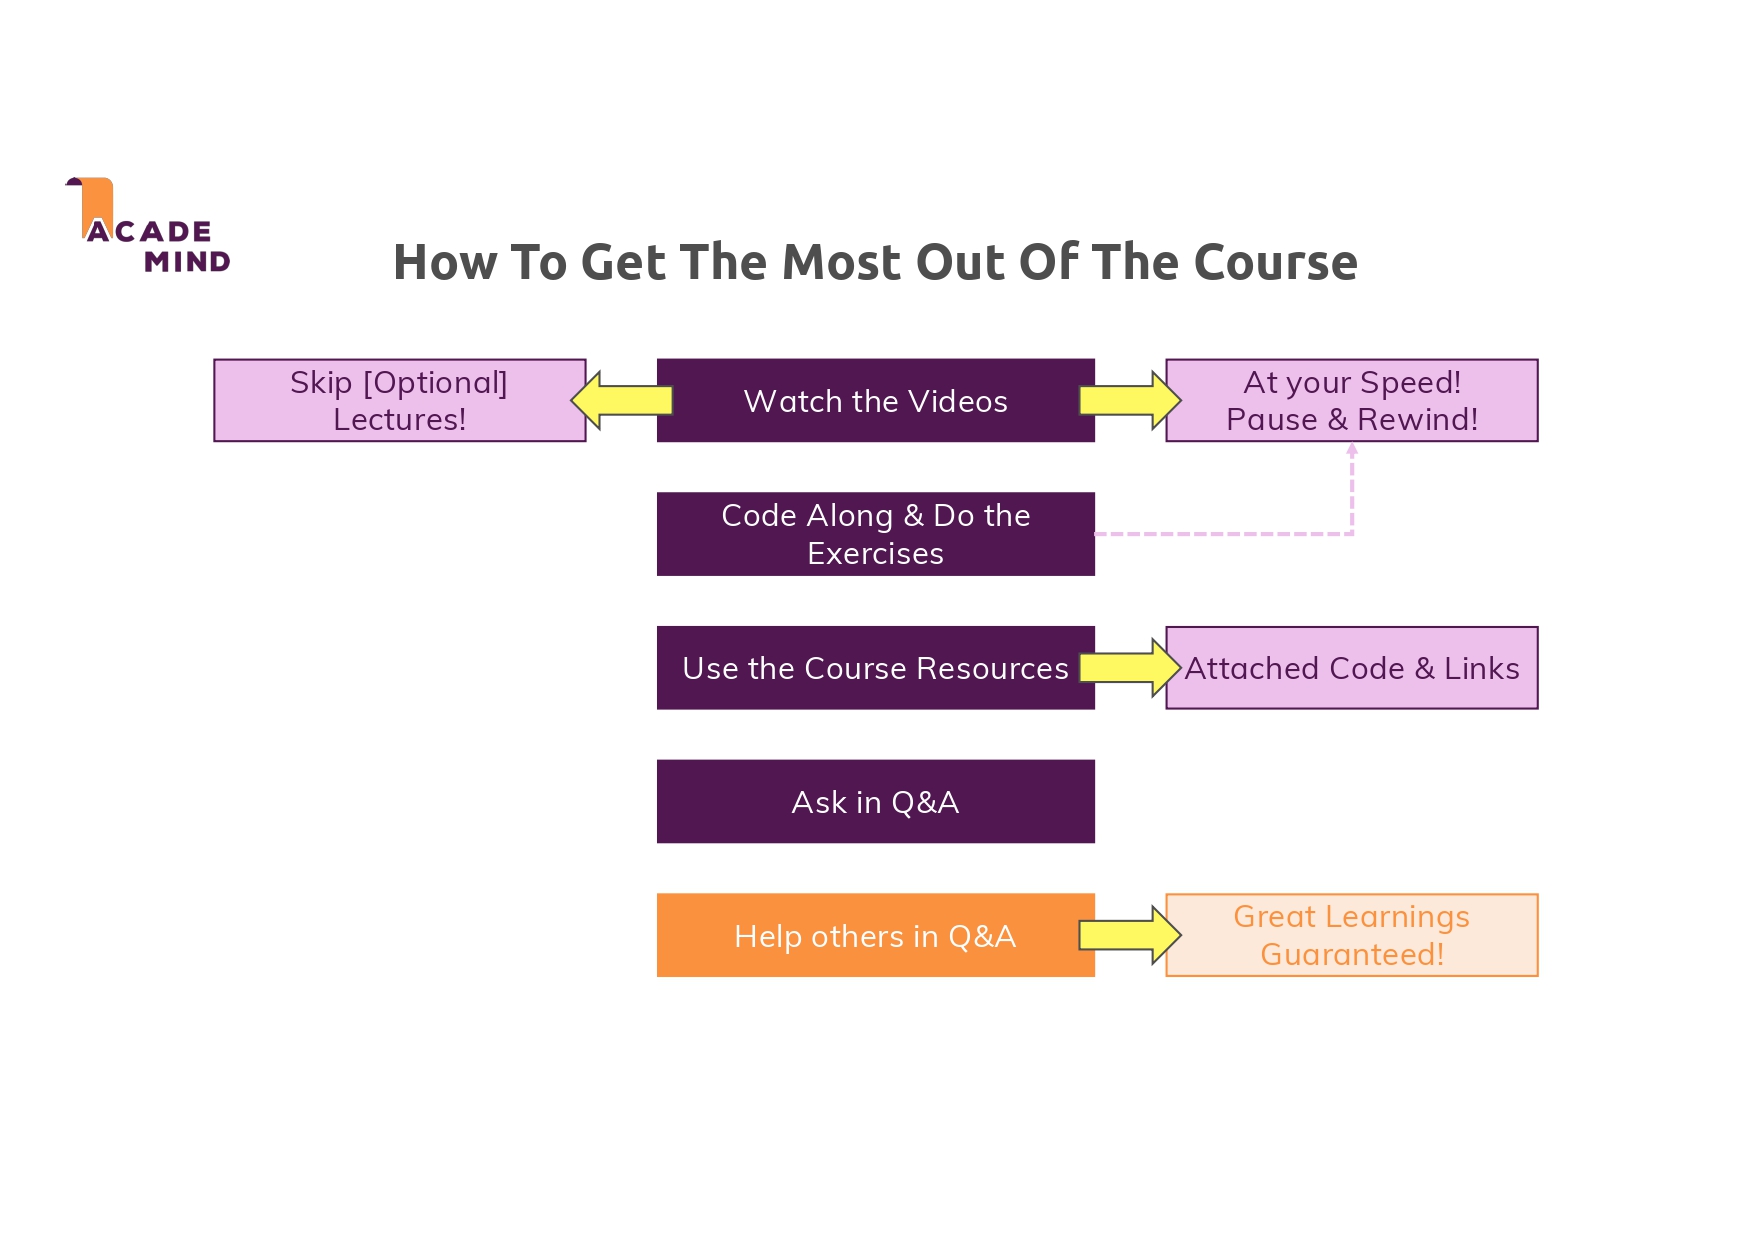 ACADE
MIND
How To Get The Most Out Of The Course
Skip [Optional]
Lectures!
Watch the Videos
At your Speed!
Pause & Rewind!
Code Along & Do the
Exercises
Use the Course Resources
Attached Code & Links
Ask in Q&A
Help others in Q&A
Great Learnings
Guaranteed!